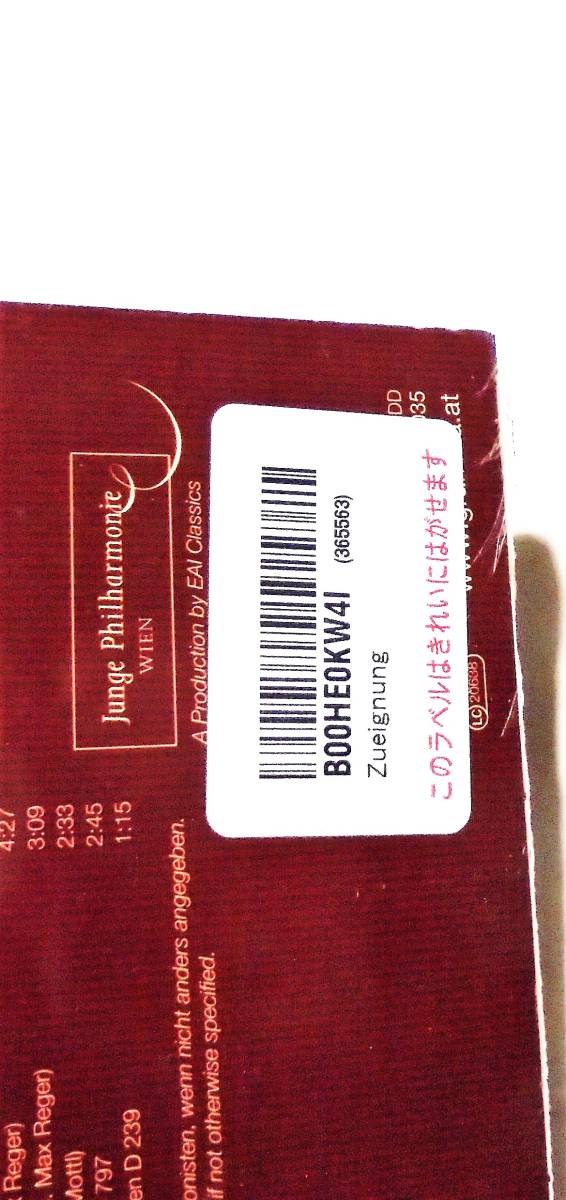 4:27
3:09
2:33
2:45
1:15
Reger)
. Max Reger)
Mottl)
797
en D 239
onisten, wenn nicht anders angegeben.
if not otherwise specified.
Junge Philharmonie
WIEN
A Production by EAI Classics
B00HE0KW4I (365563)
Zueignung
このラベルはきれいにはがせます
DD
035
.at
LC 20638